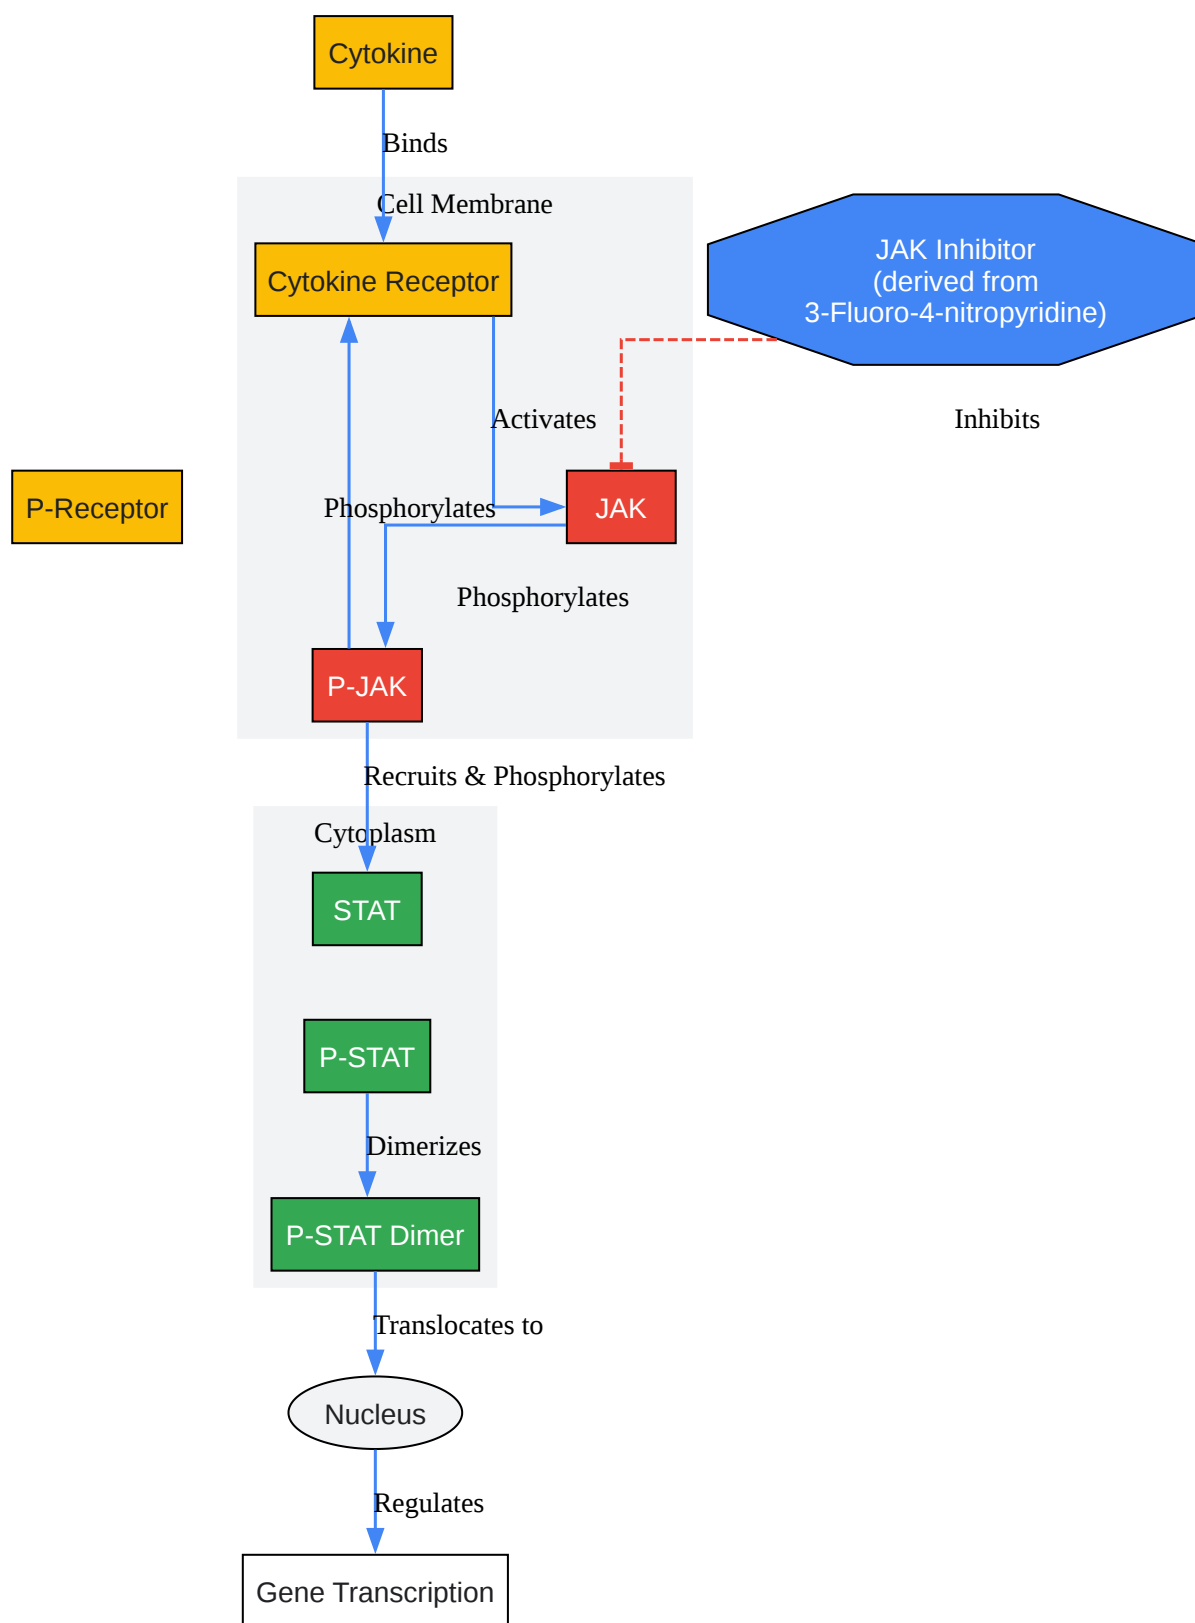 Cytokine
Binds
Cell Membrane
Cytokine Receptor
JAK Inhibitor
(derived from
3-Fluoro-4-nitropyridine)
Activates
Inhibits
P-Receptor
Phosphorylates
JAK
Phosphorylates
P-JAK
Recruits & Phosphorylates
Cytoplasm
STAT
P-STAT
Dimerizes
P-STAT Dimer
Translocates to
Nucleus
Regulates
Gene Transcription